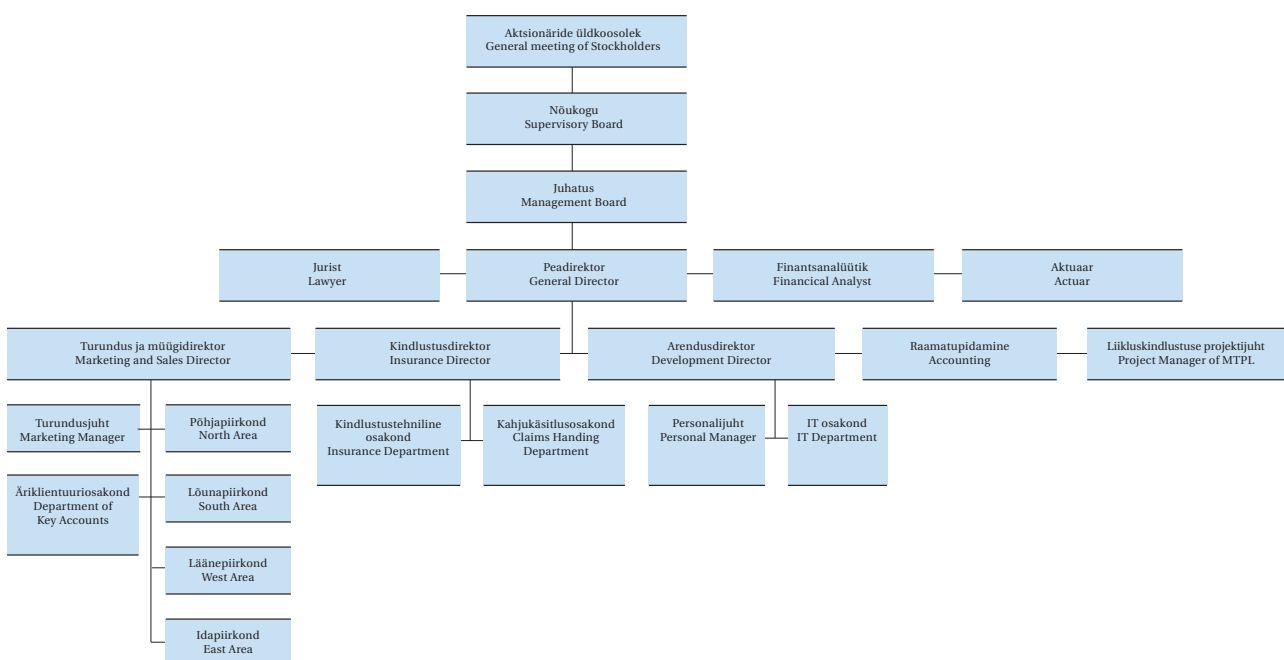 Aktsionäride üldkoosolek
General meeting of Stockholders
Nõukogu
Supervisory Board
Juhatus
Management Board
Jurist
Lawyer
Peadirektor
General Director
Finantsanalüütik
Financical Analyst
Aktuaar
Actuar
Turundus ja müügidirektor
Marketing and Sales Director
Kindlustusdirektor
Insurance Director
Arendusdirektor
Development Director
Raamatupidamine
Accounting
Liikluskindlustuse projektijuht
Project Manager of MTPL
Turundusjuht
Marketing Manager
Põhjapiirkond
North Area
Kindlustustehniline
osakond
Insurance Department
Kahjukäsitlusosakond
Claims Handing
Department
Personalijuht
Personal Manager
IT osakond
IT Department
Äriklientuuriosakond
Department of
Key Accounts
Lõunapiirkond
South Area
Läänepiirkond
West Area
Idapiirkond
East Area